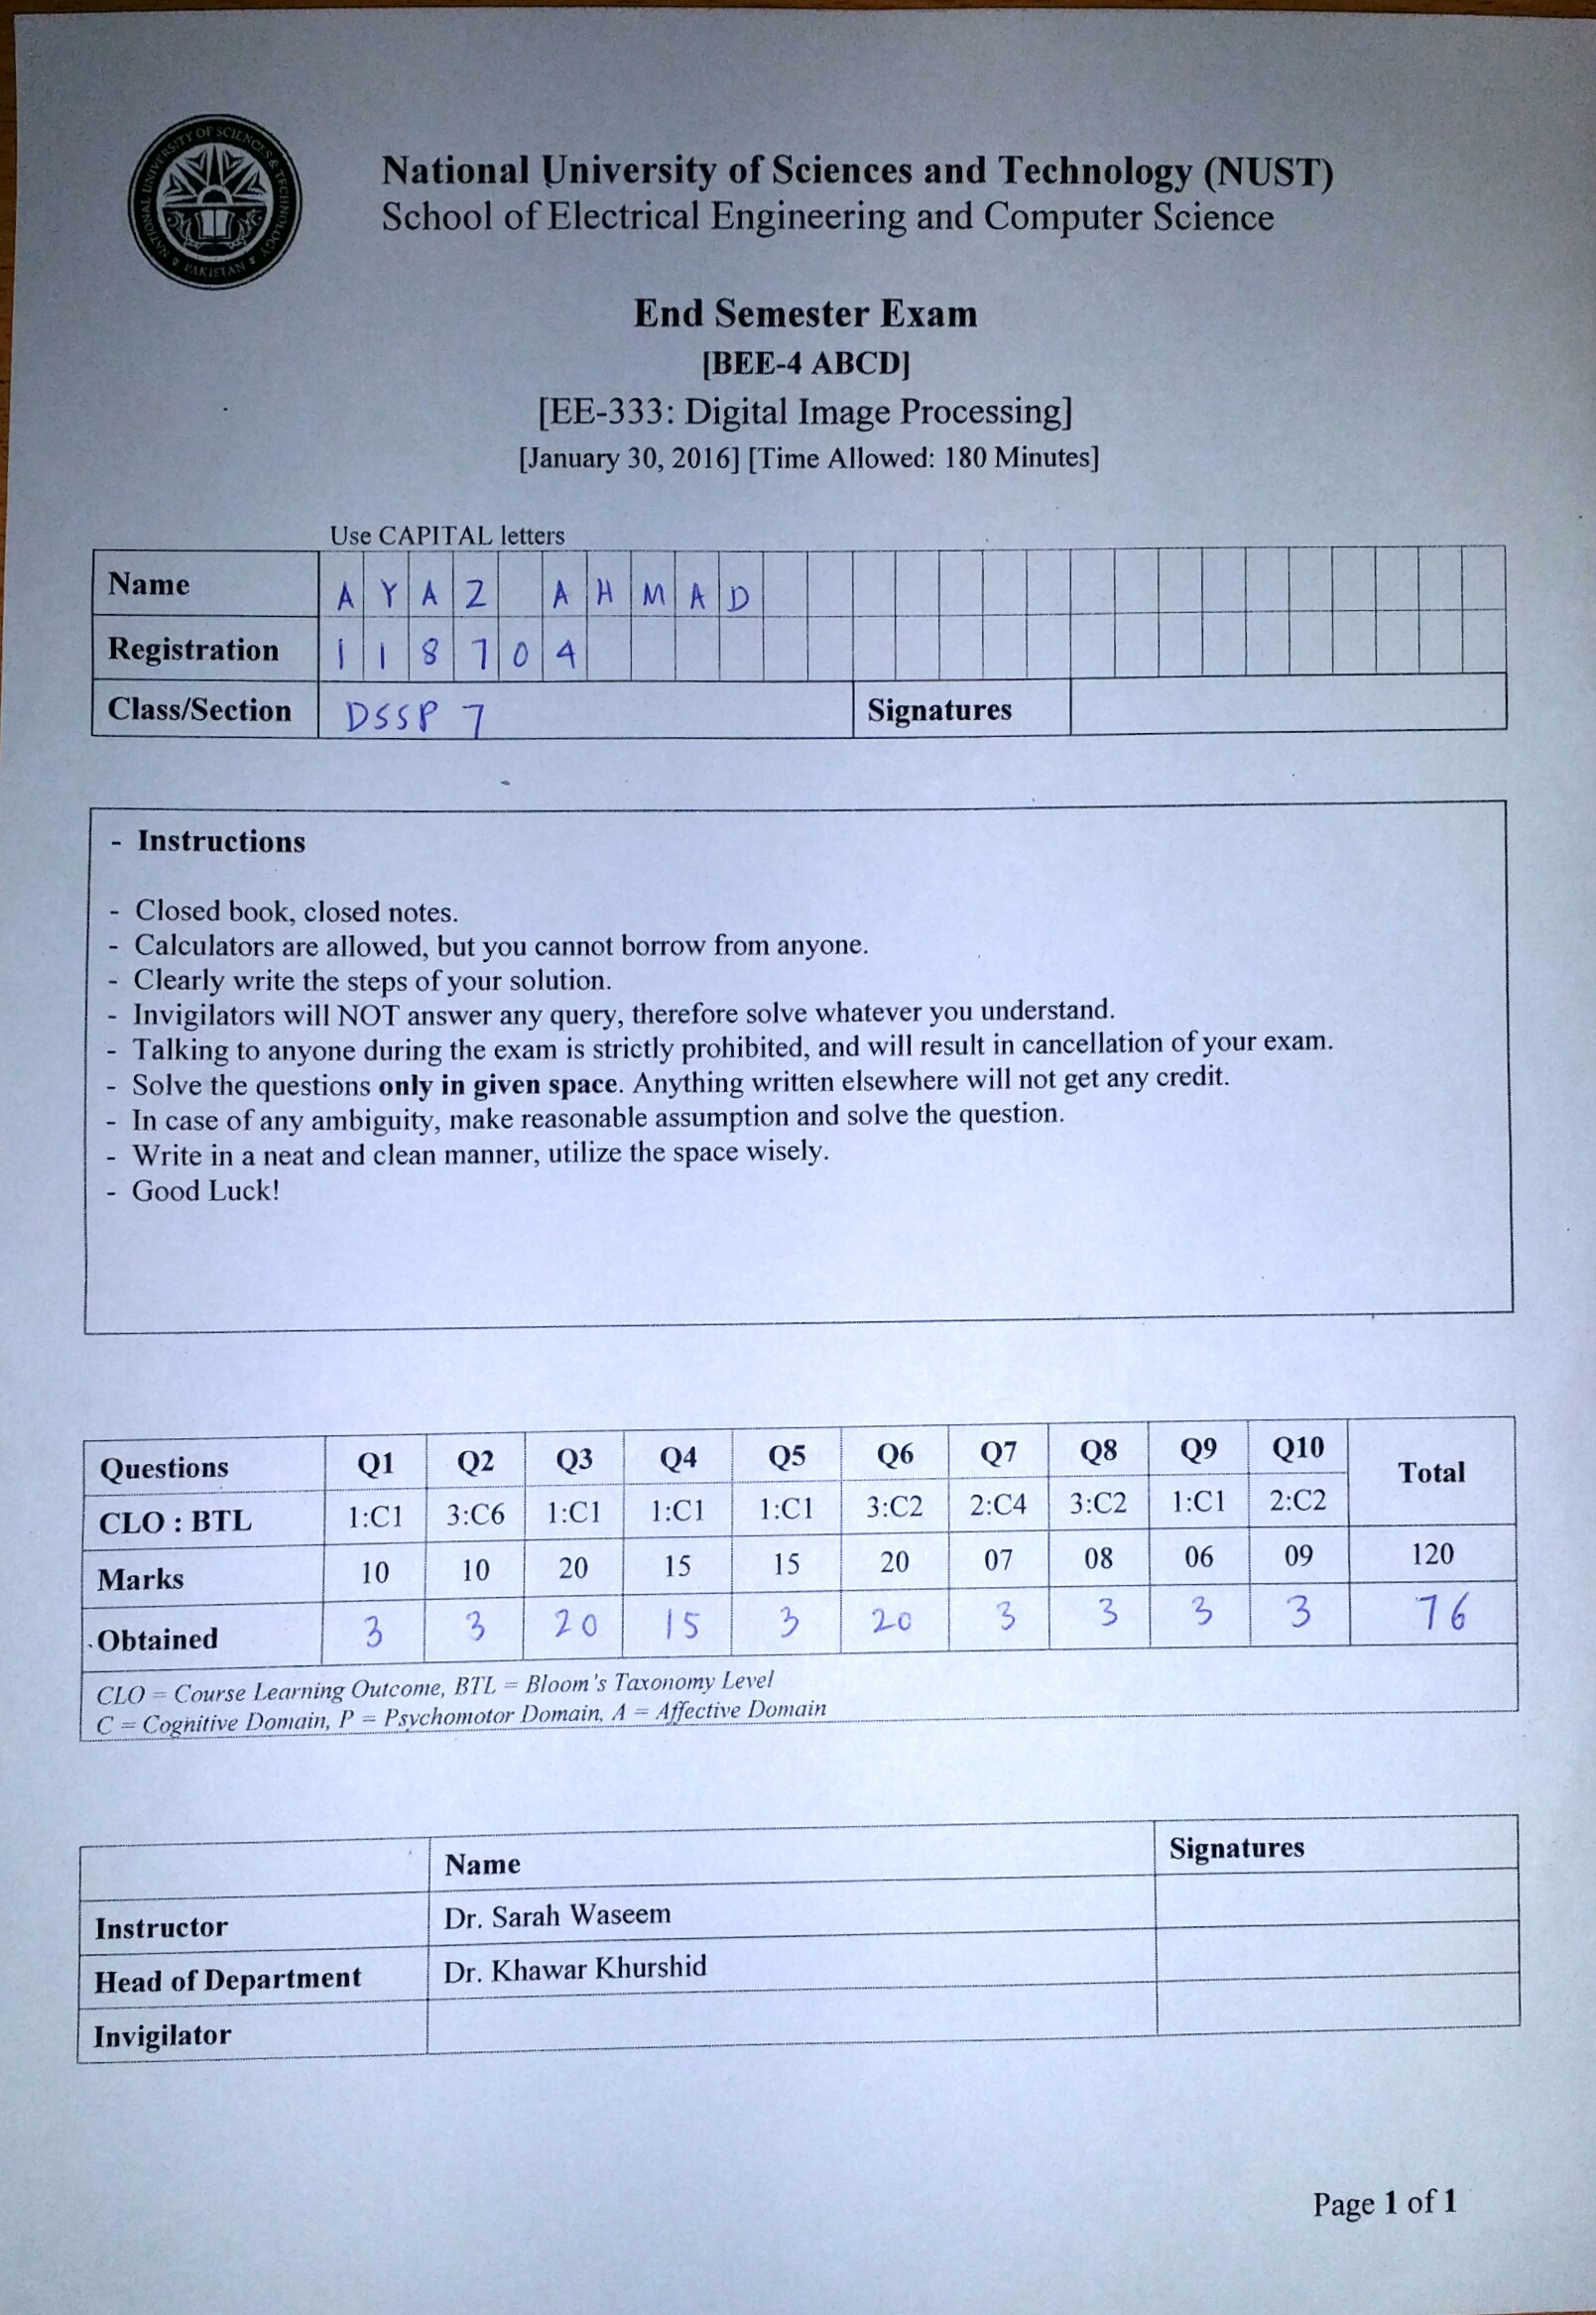 NATIONAL UNIVERSITY OF SCIENCES & TECHNOLOGY
PAKISTAN
National University of Sciences and Technology (NUST)
School of Electrical Engineering and Computer Science
End Semester Exam
[BEE-4 ABCD]
[EE-333: Digital Image Processing]
[January 30, 2016] [Time Allowed: 180 Minutes]
Use CAPITAL letters
Name AYAZ AHMAD
Registration 118704
Class/Section DSSP 7 Signatures
- Instructions
- Closed book, closed notes.
- Calculators are allowed, but you cannot borrow from anyone.
- Clearly write the steps of your solution.
- Invigilators will NOT answer any query, therefore solve whatever you understand.
- Talking to anyone during the exam is strictly prohibited, and will result in cancellation of your exam.
- Solve the questions only in given space. Anything written elsewhere will not get any credit.
- In case of any ambiguity, make reasonable assumption and solve the question.
- Write in a neat and clean manner, utilize the space wisely.
- Good Luck!
Questions Q1 Q2 Q3 Q4 Q5 Q6 Q7 Q8 Q9 Q10 Total
CLO : BTL 1:C1 3:C6 1:C1 1:C1 1:C1 3:C2 2:C4 3:C2 1:C1 2:C2
Marks 10 10 20 15 15 20 07 08 06 09 120
Obtained 3 3 20 15 3 20 3 3 3 3 76
CLO = Course Learning Outcome, BTL = Bloom's Taxonomy Level
C = Cognitive Domain, P = Psychomotor Domain, A = Affective Domain
Name Signatures
Instructor Dr. Sarah Waseem
Head of Department Dr. Khawar Khurshid
Invigilator
Page 1 of 1